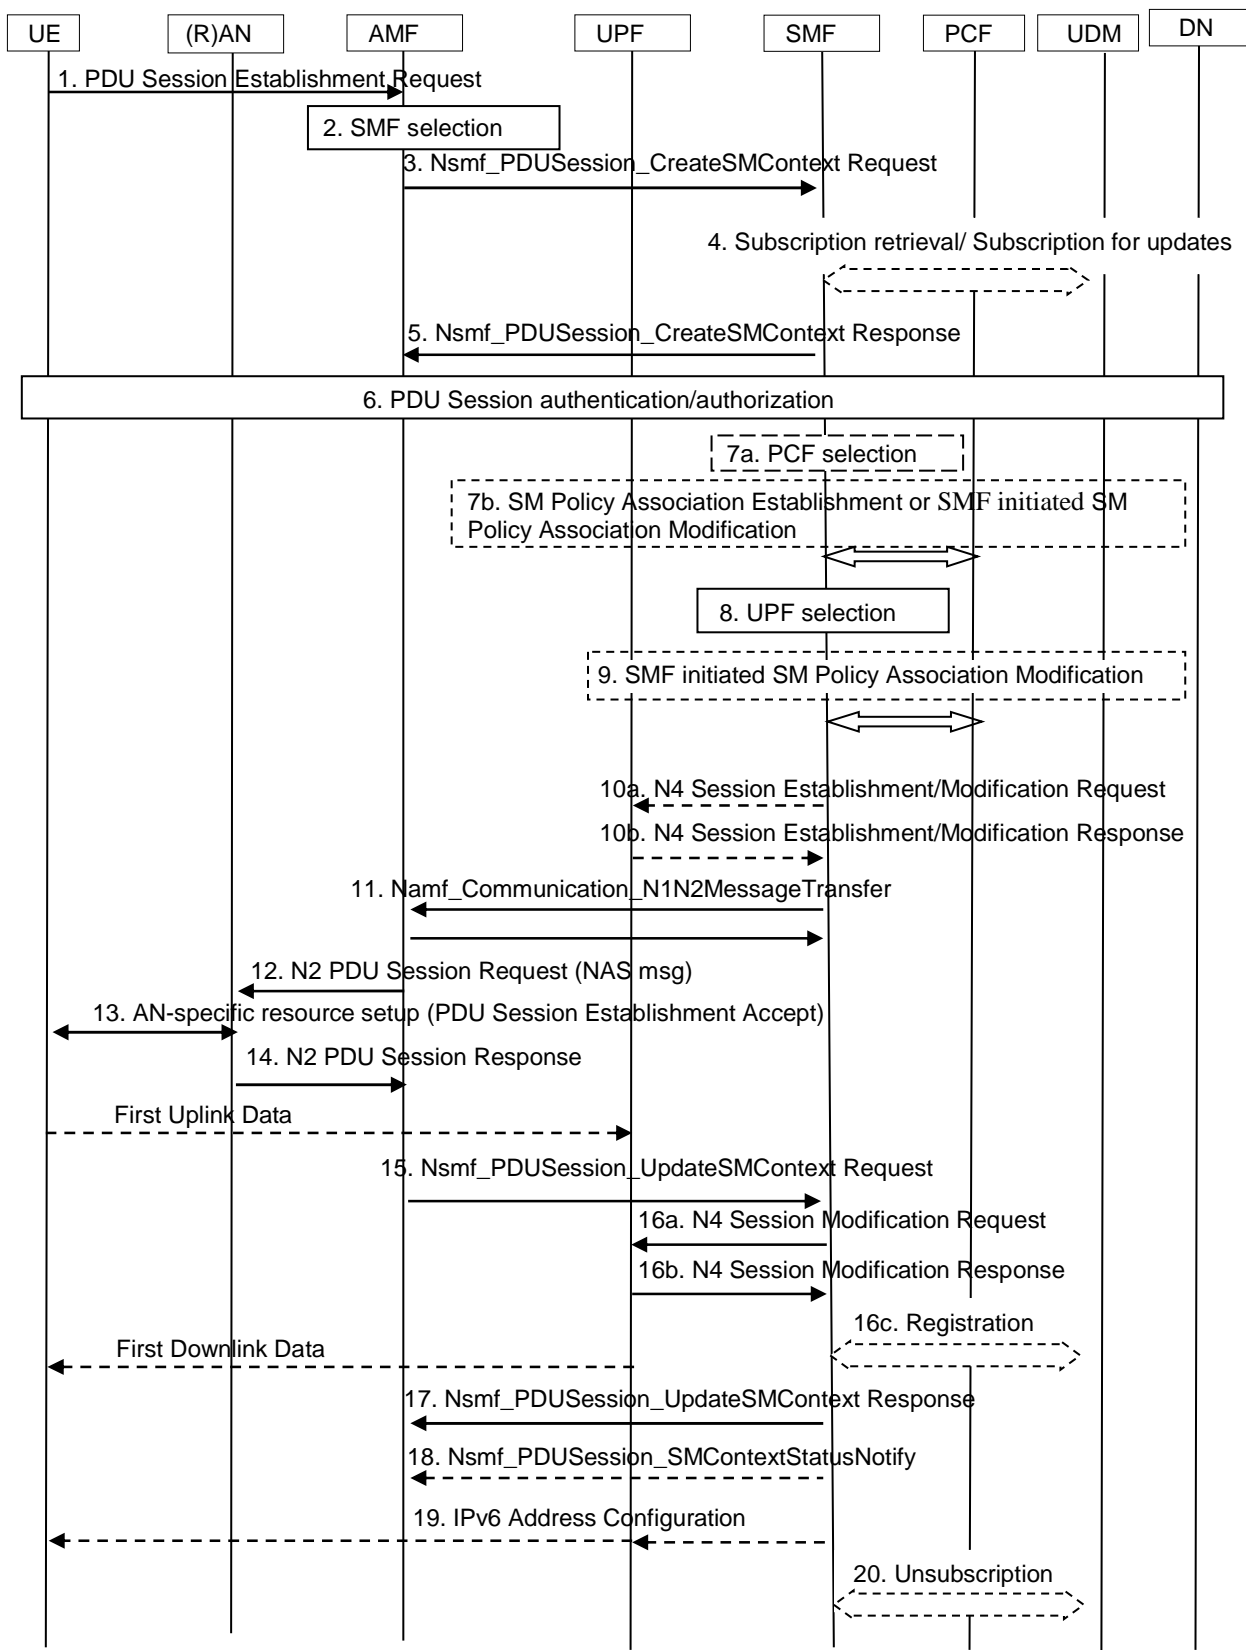 UE (R)AN AMF UPF SMF PCF UDM DN
1. PDU Session Establishment Request
2. SMF selection
3. Nsmf_PDUSession_CreateSMContext Request
4. Subscription retrieval/ Subscription for updates
5. Nsmf_PDUSession_CreateSMContext Response
6. PDU Session authentication/authorization
7a. PCF selection
7b. SM Policy Association Establishment or SMF initiated SM
Policy Association Modification
8. UPF selection
9. SMF initiated SM Policy Association Modification
10a. N4 Session Establishment/Modification Request
10b. N4 Session Establishment/Modification Response
11. Namf_Communication_N1N2MessageTransfer
12. N2 PDU Session Request (NAS msg)
13. AN-specific resource setup (PDU Session Establishment Accept)
14. N2 PDU Session Response
First Uplink Data
15. Nsmf_PDUSession_UpdateSMContext Request
16a. N4 Session Modification Request
16b. N4 Session Modification Response
16c. Registration
First Downlink Data
17. Nsmf_PDUSession_UpdateSMContext Response
18. Nsmf_PDUSession_SMContextStatusNotify
19. IPv6 Address Configuration
20. Unsubscription